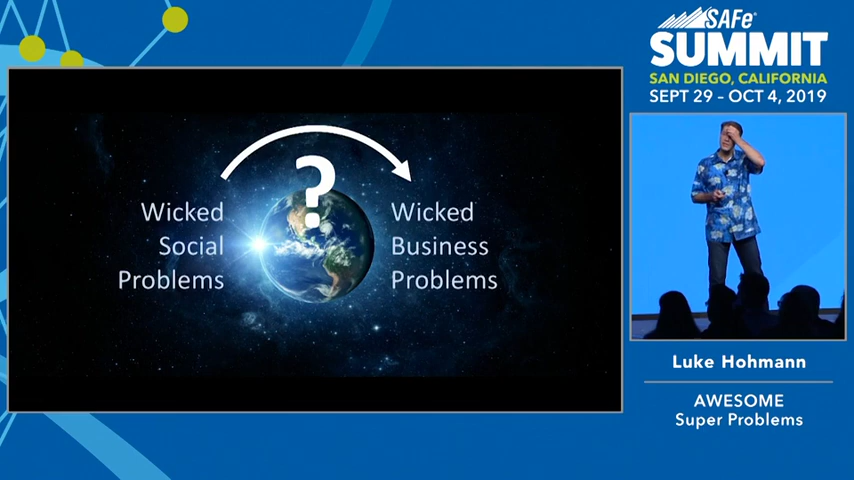 SAFe®
SUMMIT
SAN DIEGO, CALIFORNIA
SEPT 29 – OCT 4, 2019
?
Wicked
Social
Problems
Wicked
Business
Problems
Luke Hohmann
AWESOME
Super Problems